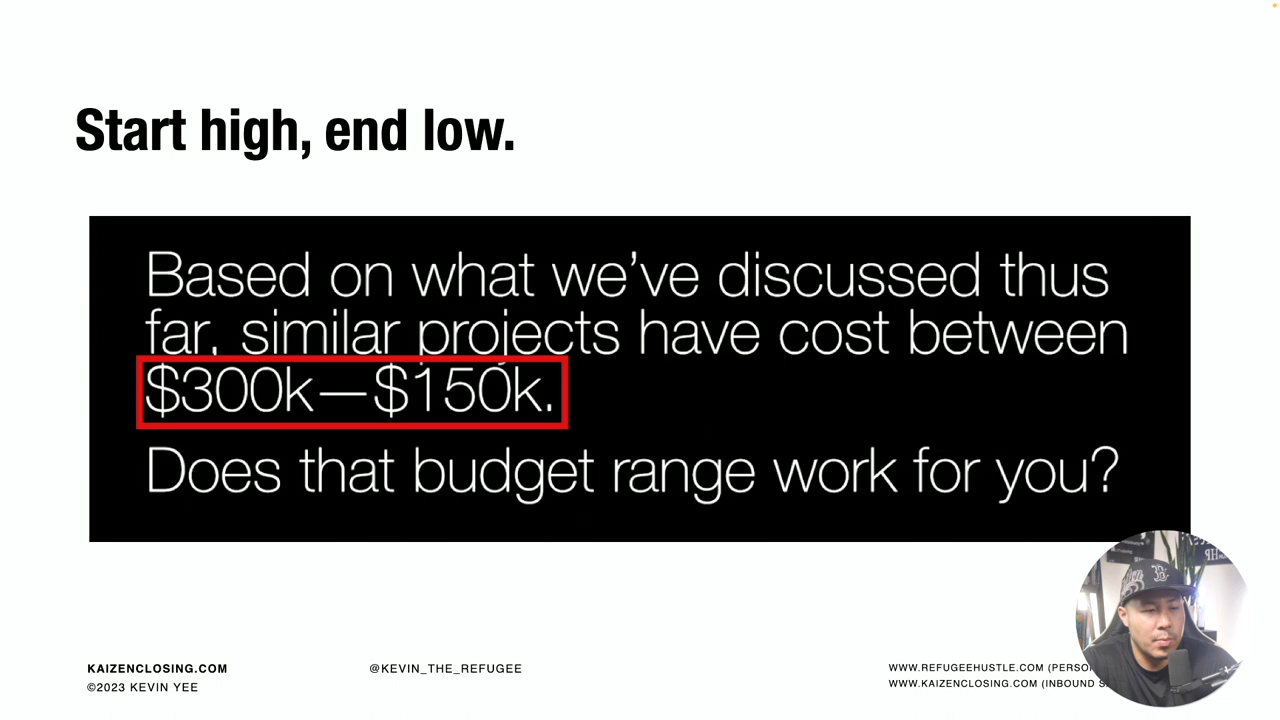 Start high, end low.
Based on what we’ve discussed thus
far, similar projects have cost between
$300k—$150k.
Does that budget range work for you?
KAIZENCLOSING.COM
©2023 KEVIN YEE
@KEVIN_THE_REFUGEE
WWW.REFUGEEHUSTLE.COM
WWW.KAIZENCLOSING.COM (INBOUND